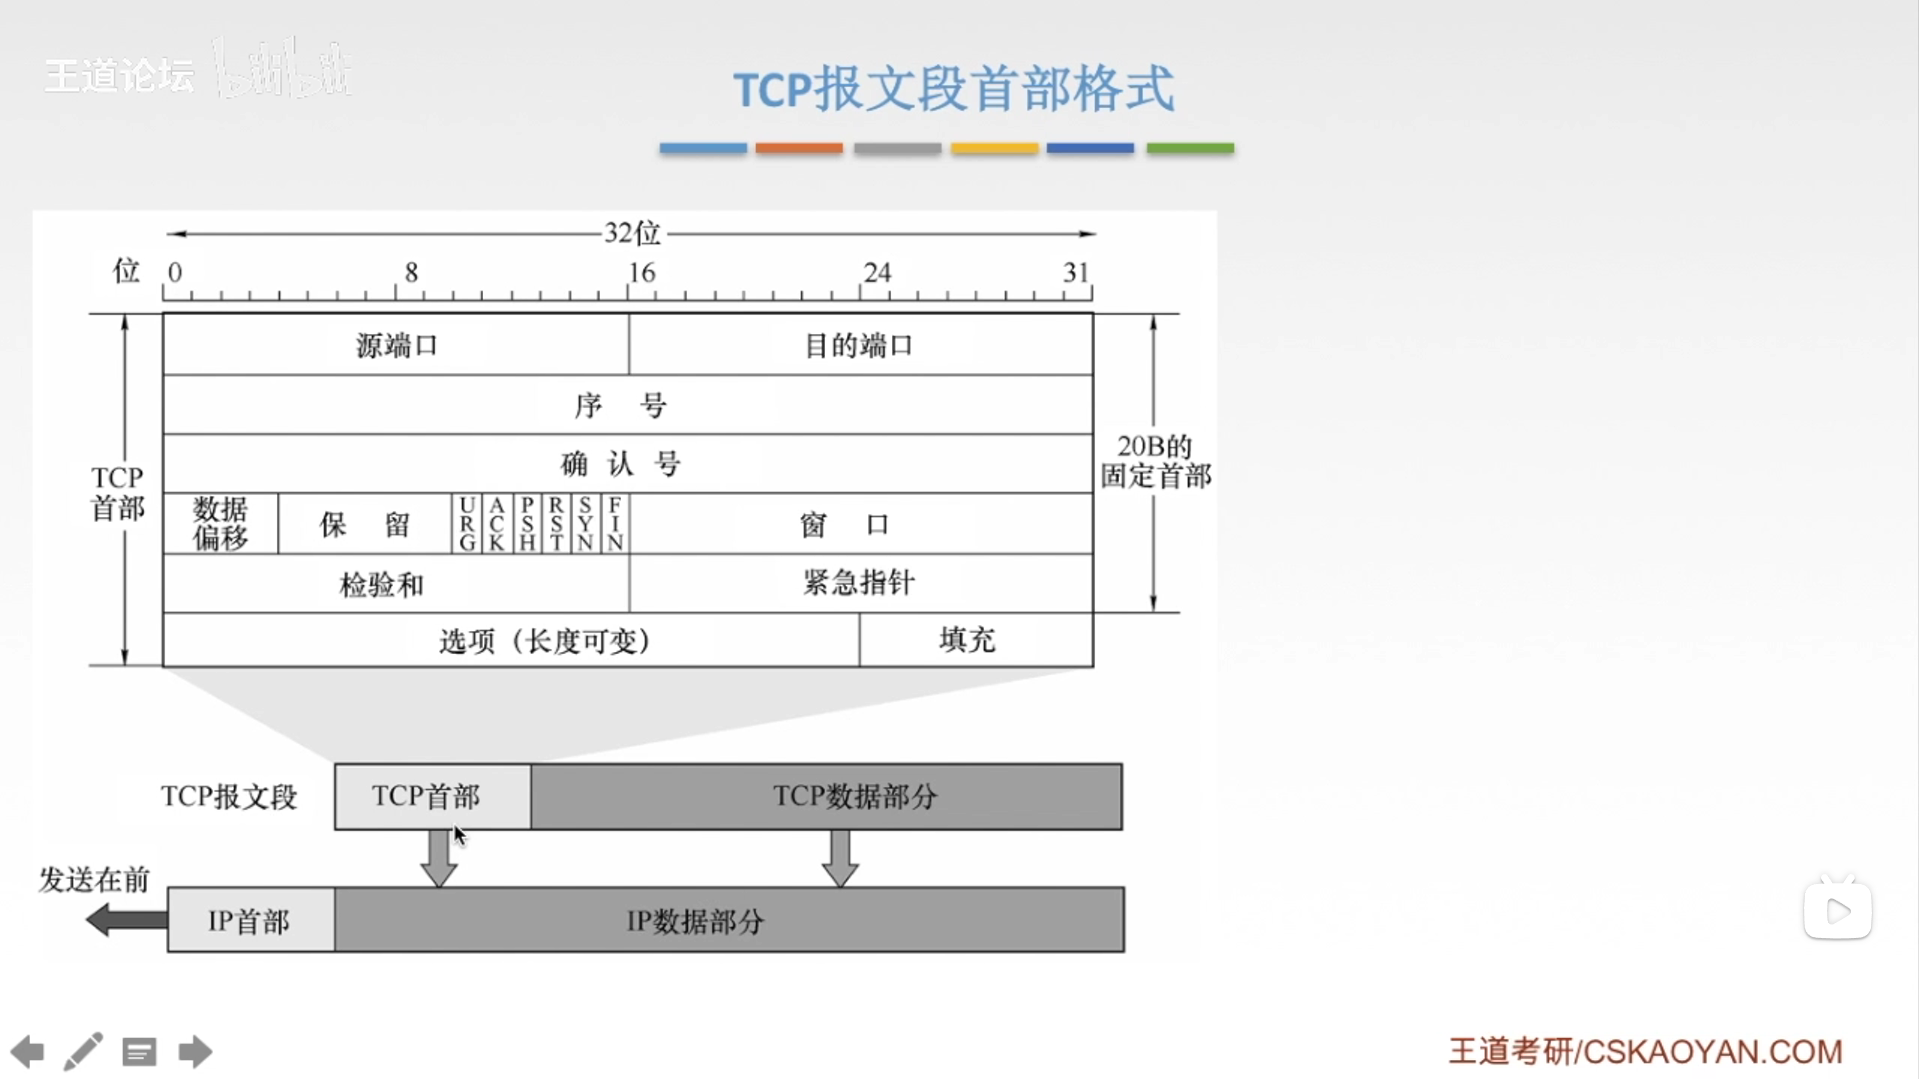 王道论坛 bilibili
TCP报文段首部格式
32位
位 0 8 16 24 31
源端口 目的端口
序 号
确 认 号
TCP首部
20B的固定首部
数据偏移 保 留 URG ACK PSH RST SYN FIN 窗 口
检验和 紧急指针
选项（长度可变） 填充
TCP报文段 TCP首部 TCP数据部分
发送在前
IP首部 IP数据部分
王道考研/CSKAOYAN.COM